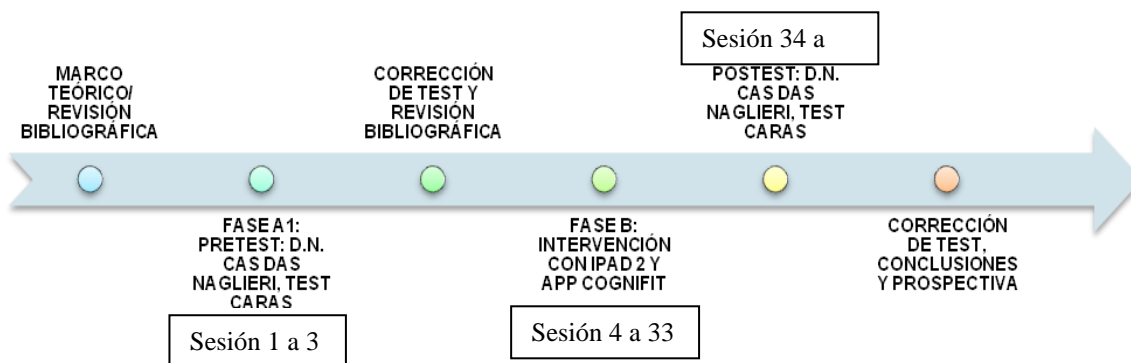 MARCO
TEÓRICO/
REVISIÓN
BIBLIOGRÁFICA
FASE A1:
PRETEST: D.N.
CAS DAS
NAGLIERI, TEST
CARAS
Sesión 1 a 3
CORRECCIÓN
DE TEST Y
REVISIÓN
BIBLIOGRÁFICA
FASE B:
INTERVENCIÓN
CON IPAD 2 Y
APP COGNIFIT
Sesión 4 a 33
Sesión 34 a
POSTEST: D.N.
CAS DAS
NAGLIERI, TEST
CARAS
CORRECCIÓN
DE TEST,
CONCLUSIONES
Y PROSPECTIVA